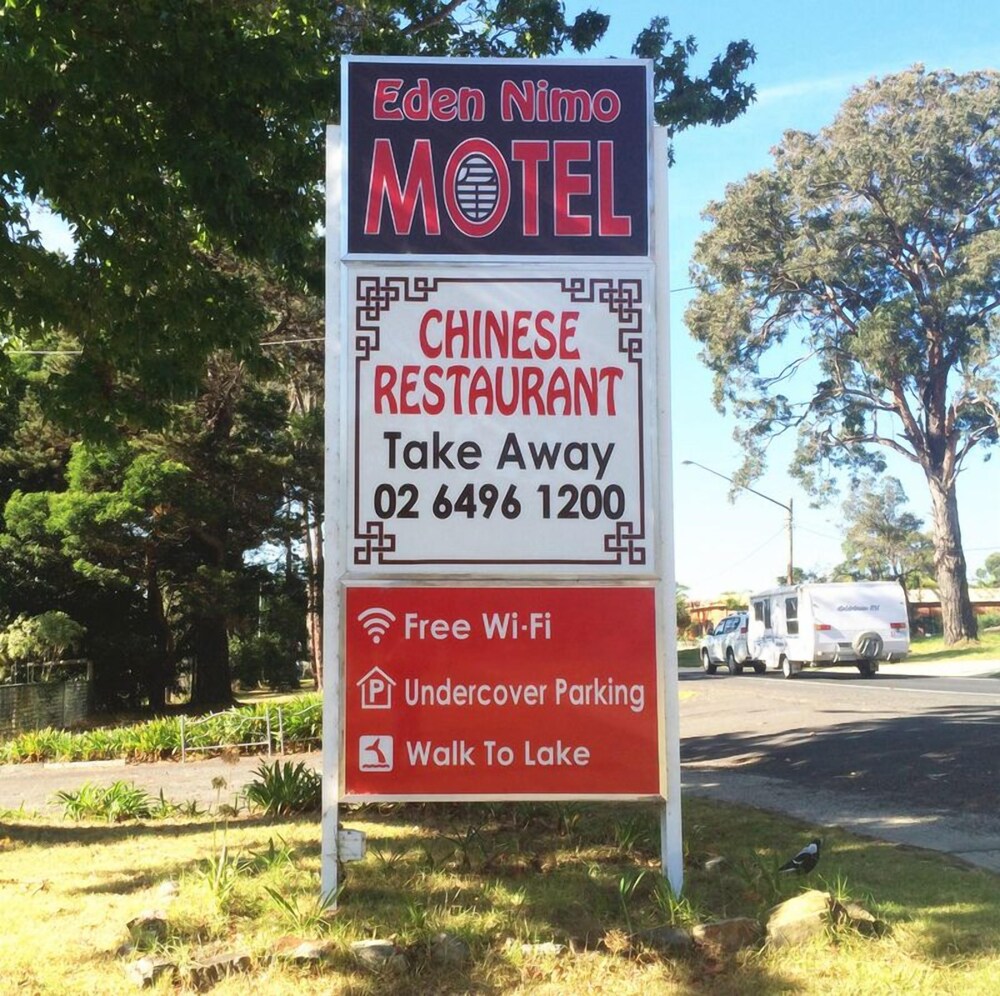 Eden Nimo
MOTEL
CHINESE
RESTAURANT
Take Away
02 6496 1200
Free Wi-Fi
P
Undercover Parking
Walk To Lake